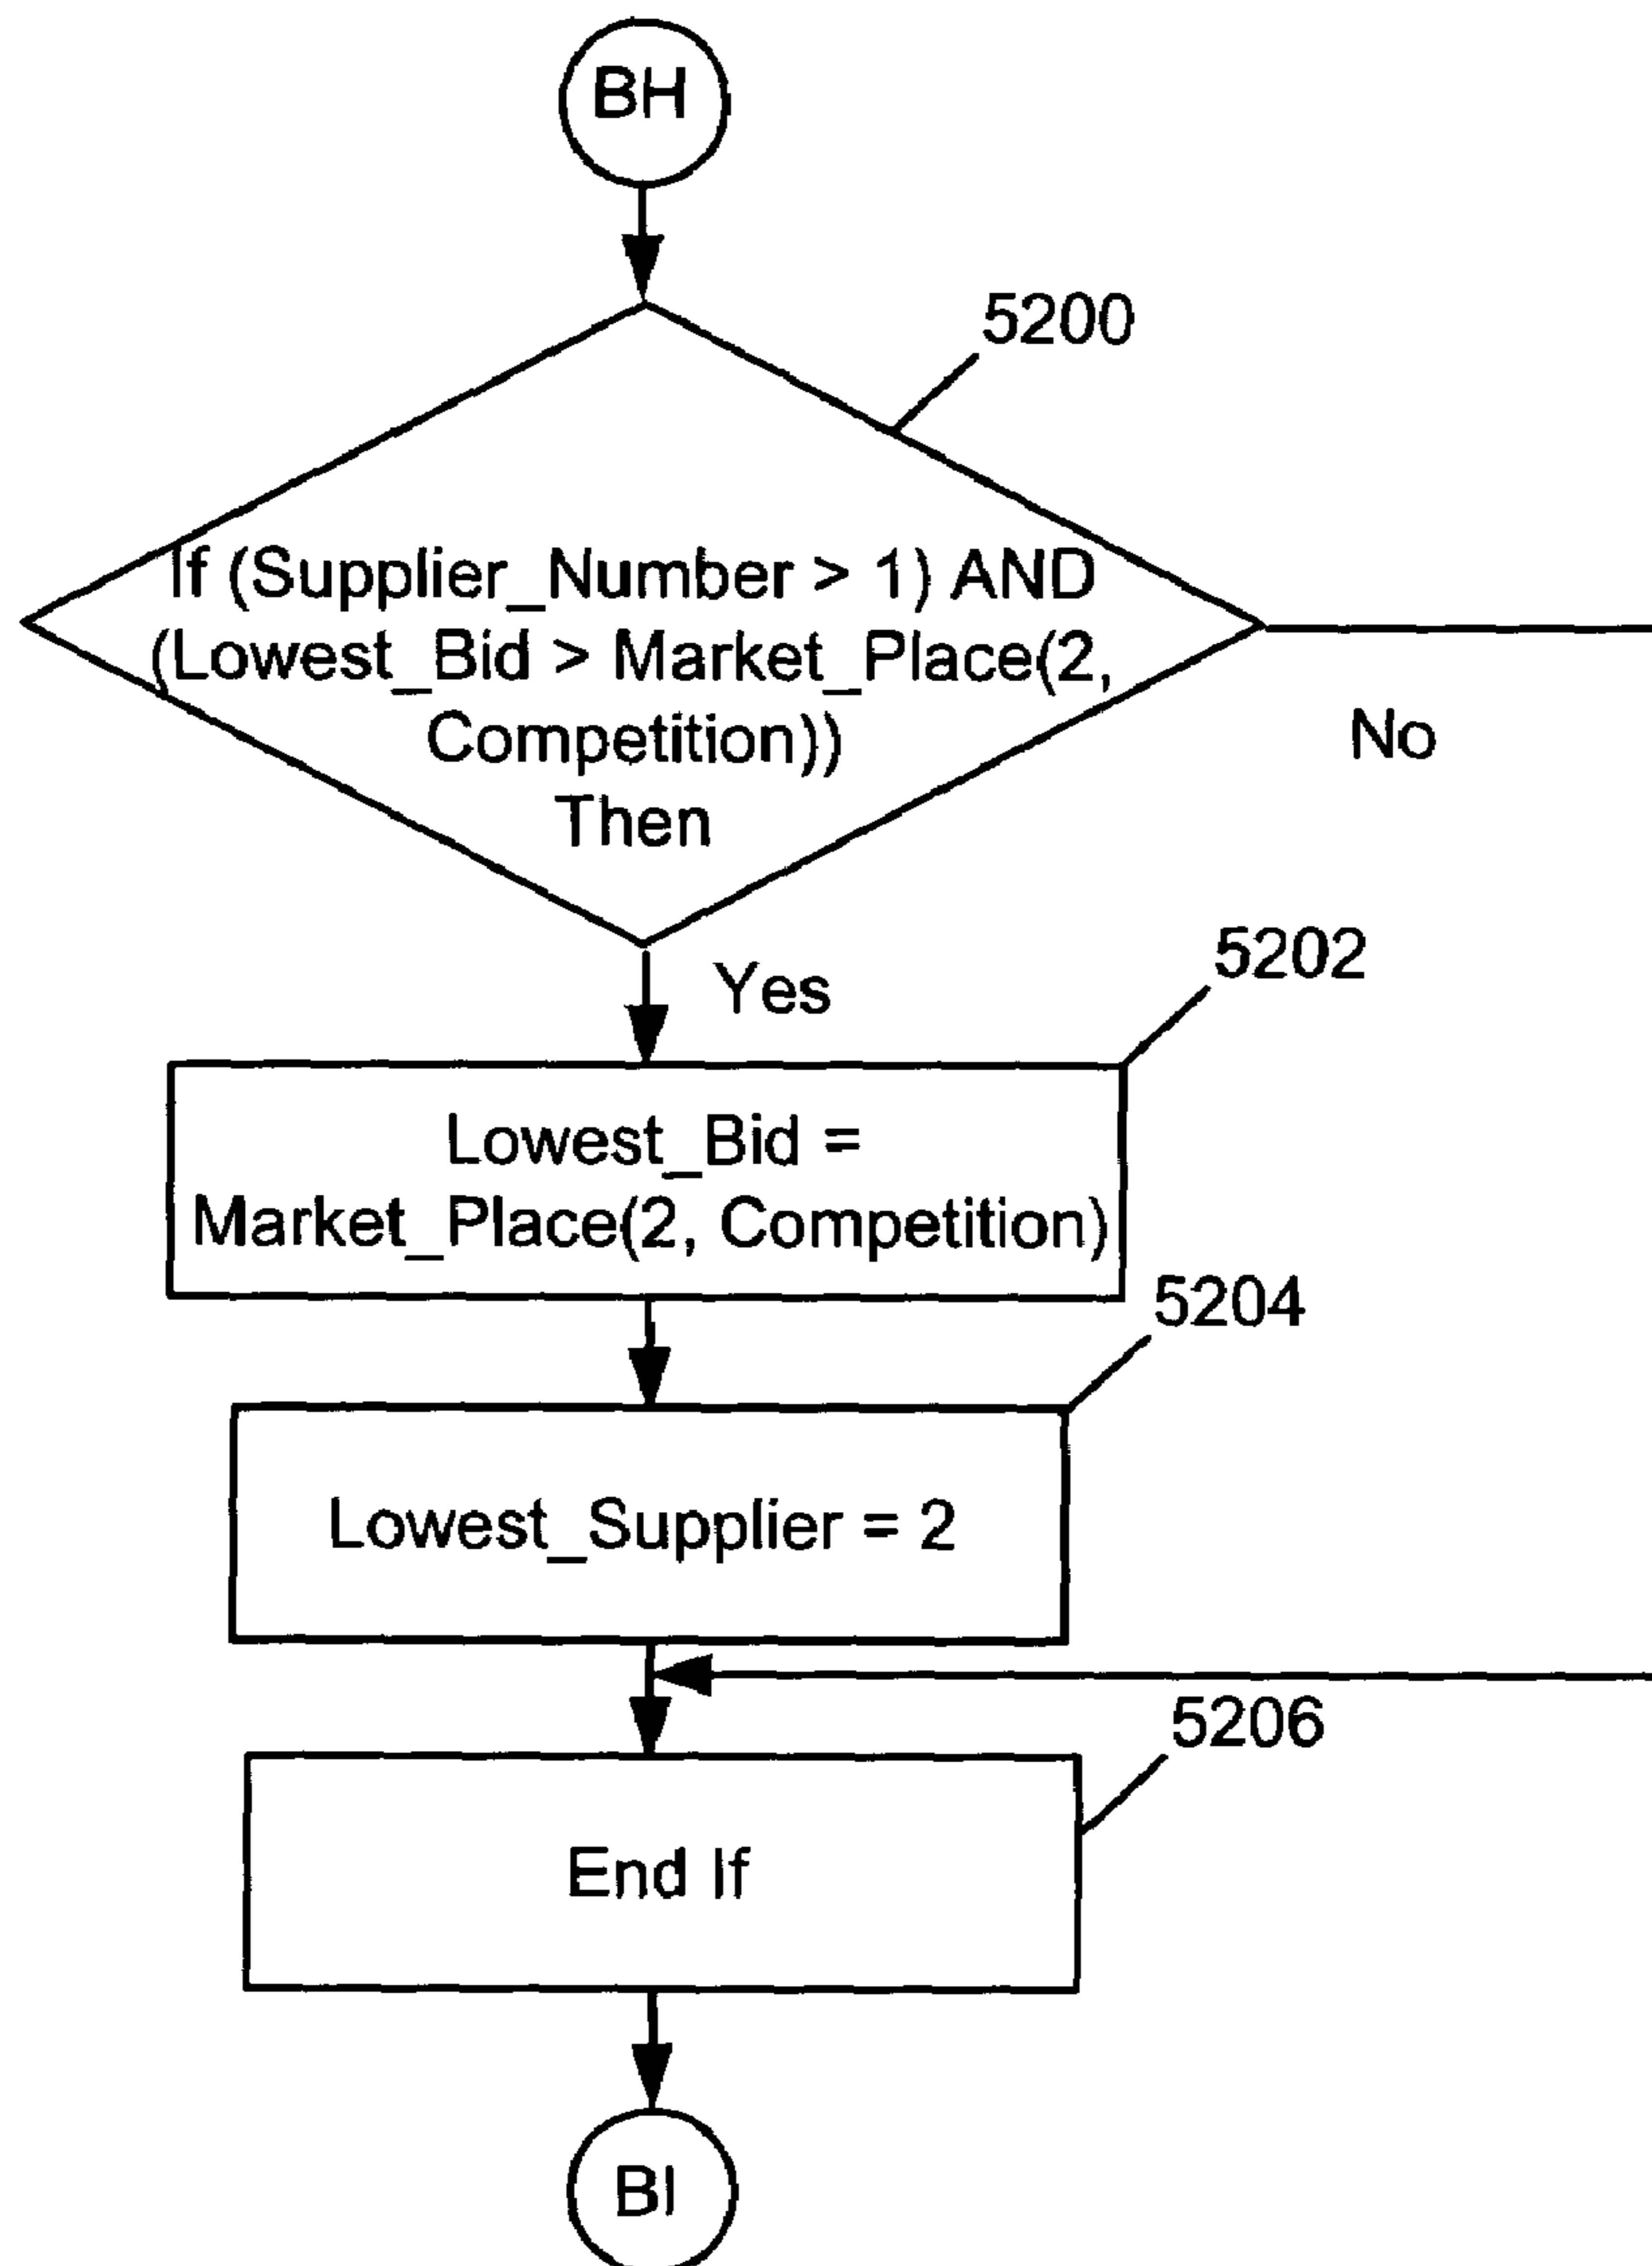 BH
5200
If (Supplier_Number > 1) AND
(Lowest_Bid > Market_Place(2,
Competition))
Then
No
Yes
5202
Lowest_Bid =
Market_Place(2, Competition)
5204
Lowest_Supplier = 2
5206
End If
BI